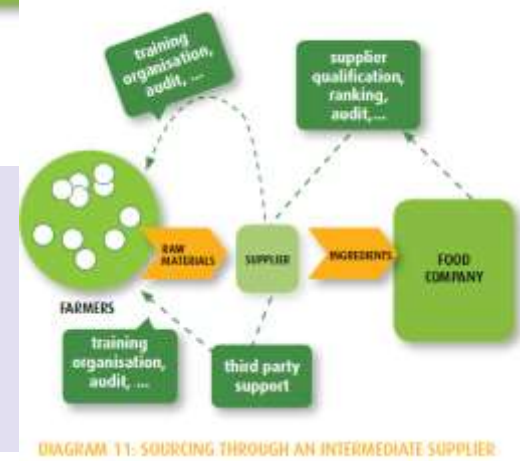 training
organisation,
audit, ...
supplier
qualification,
ranking,
audit,...
RAW
MATERIALS
SUPPLIER
INGREDIENTS
FOOD
COMPANY
FARMERS
training
organisation,
audit, ...
third party
support
DIAGRAM 11: SOURCING THROUGH AN INTERMEDIATE SUPPLIER